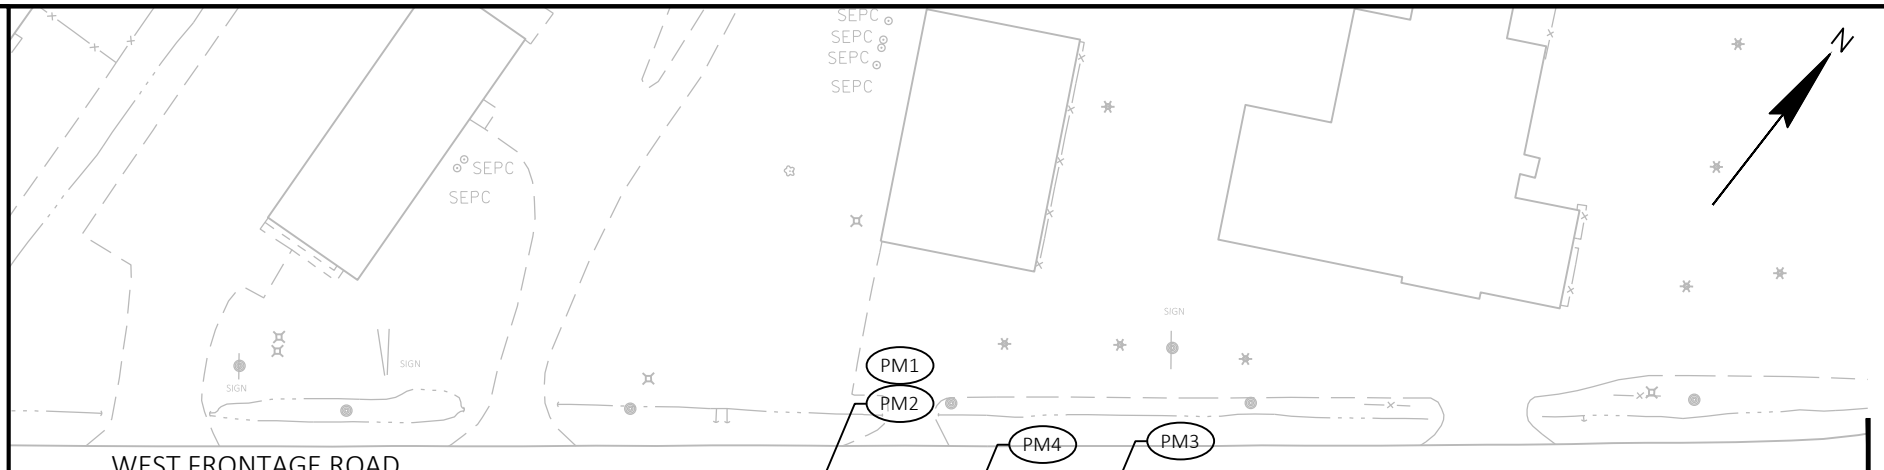 SEPC
SEPC
SEPC
SEPC
N
SEPC
SEPC
SIGN
SIGN
SIGN
PM1
PM2
PM4
PM3
WEST FRONTAGE ROAD